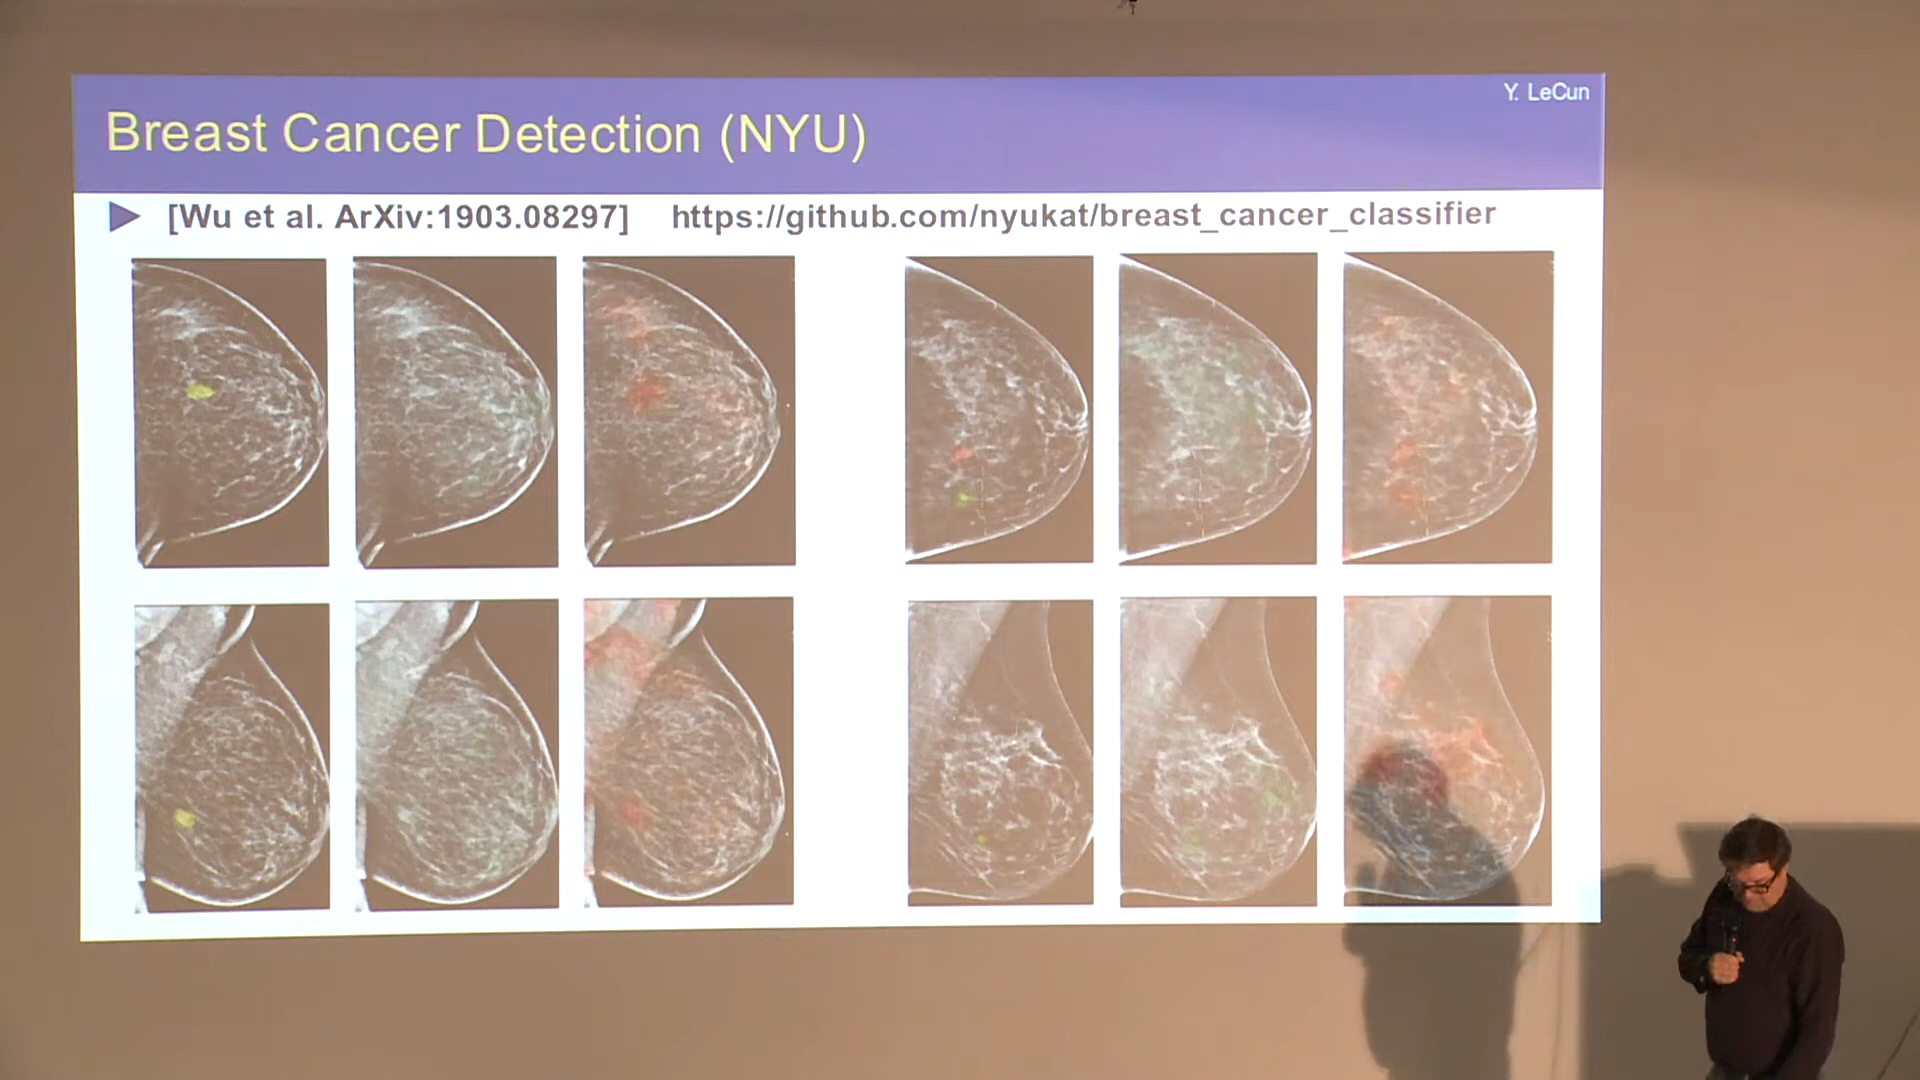 Y. LeCun
Breast Cancer Detection (NYU)
[Wu et al. ArXiv:1903.08297] https://github.com/nyukat/breast_cancer_classifier